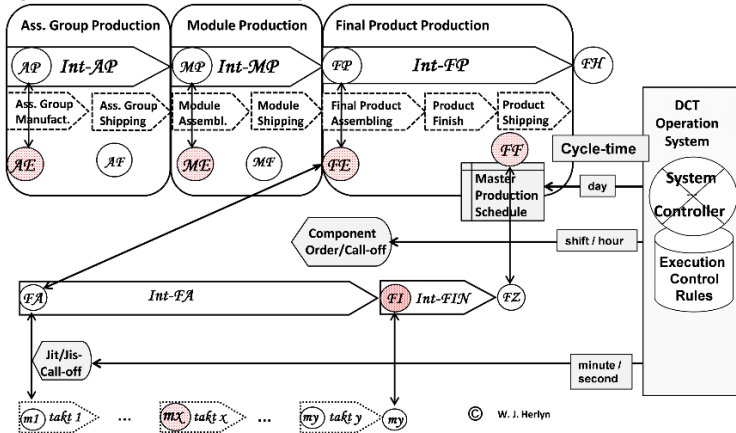 Ass. Group Production
Module Production
Final Product Production
AP
Int-AP
MP
Int-MP
FP
Int-FP
FH
Ass. Group
Manufact.
Ass. Group
Shipping
Module
Assembl.
Module
Shipping
Final Product
Assembling
Product
Finish
Product
Shipping
DCT
Operation
System
AE
AF
ME
MF
FE
FF
Cycle-time
Master
Production
Schedule
day
System
Controller
Component
Order/Call-off
shift / hour
Execution
Control
Rules
FA
Int-FA
FI
Int-FIN
FZ
Jit/Jis-
Call-off
minute /
second
m1 takt 1
...
mx takt x
...
my takt y
my
© W. J. Herlyn